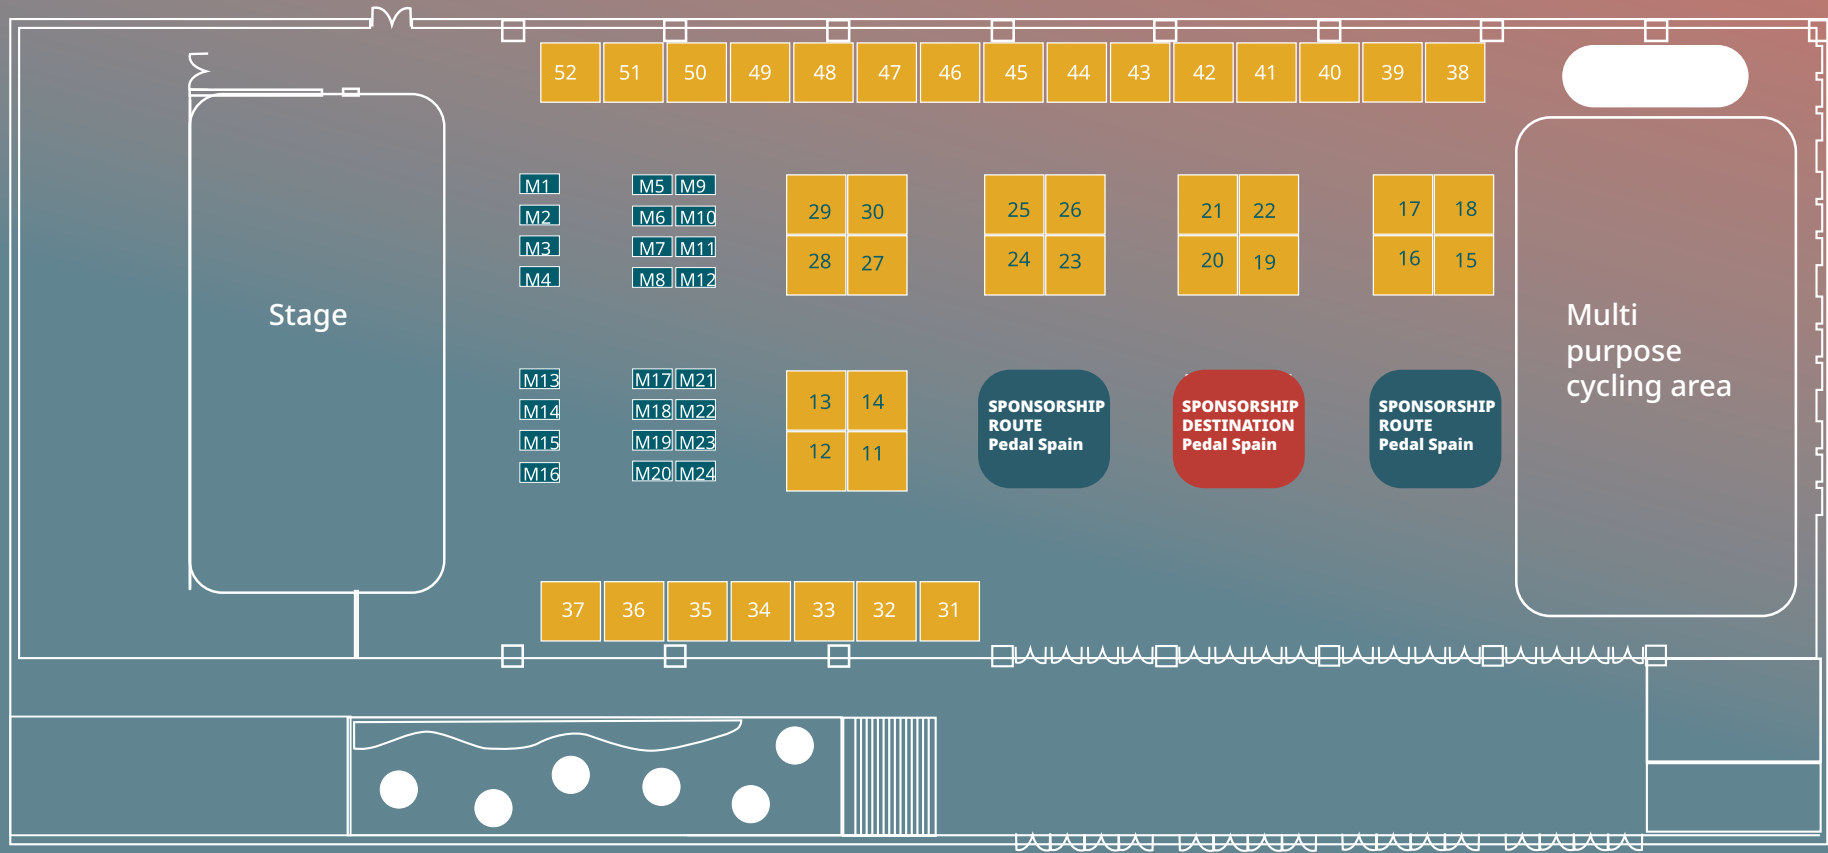 52 51 50 49 48 47 46 45 44 43 42 41 40 39 38
M1 M5 M9
M2 M6 M10
M3 M7 M11
M4 M8 M12
29 30 25 26 21 22 17 18
28 27 24 23 20 19 16 15
Stage
Multi
purpose
cycling area
M13 M17 M21
M14 M18 M22
M15 M19 M23
M16 M20 M24
13 14
12 11
SPONSORSHIP
ROUTE
Pedal Spain
SPONSORSHIP
DESTINATION
Pedal Spain
SPONSORSHIP
ROUTE
Pedal Spain
37 36 35 34 33 32 31